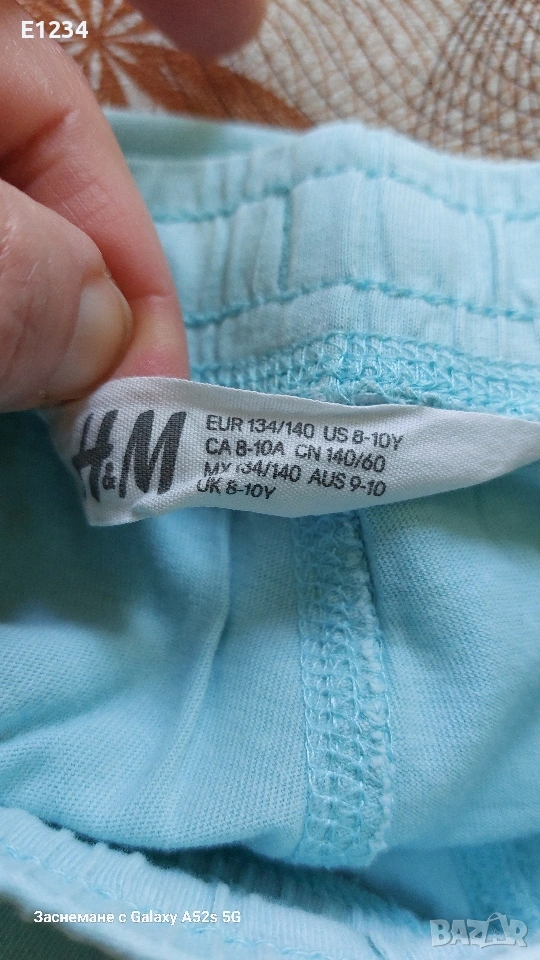 E1234
H&M
EUR 134/140 US 8-10Y
CA 8-10A CN 140/60
MX 134/140 AUS 9-10
UK 8-10Y
Заснемане с Galaxy A52s 5G
BAZAR